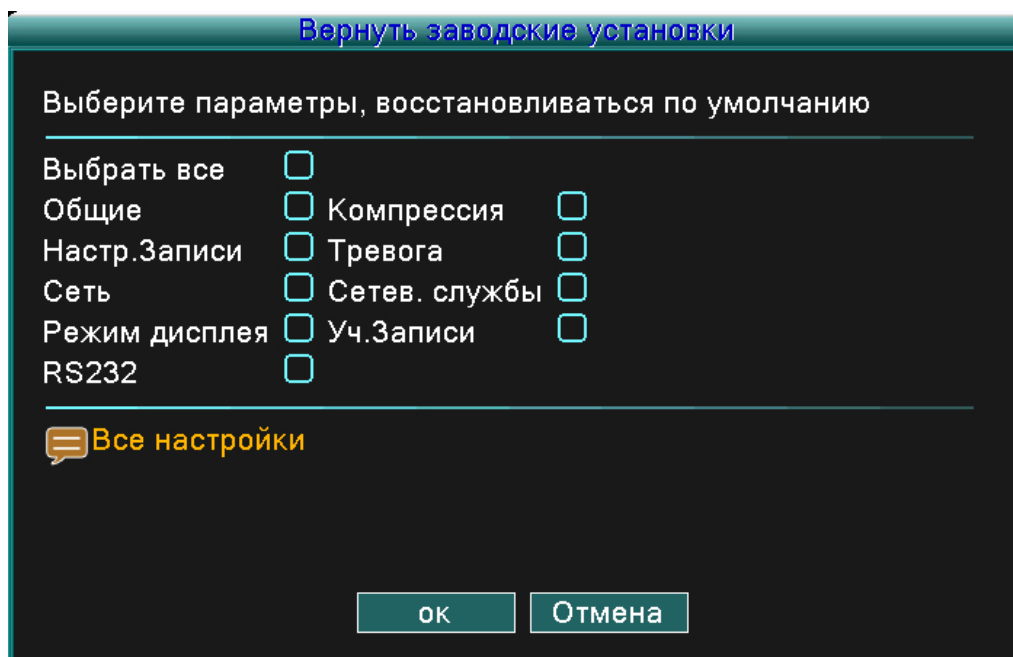 Вернуть заводские установки
Выберите параметры, восстановливаться по умолчанию
Выбрать все
Общие Компрессия
Настр.Записи Тревога
Сеть Сетев. службы
Режим дисплея Уч.Записи
RS232
Все настройки
ок Отмена